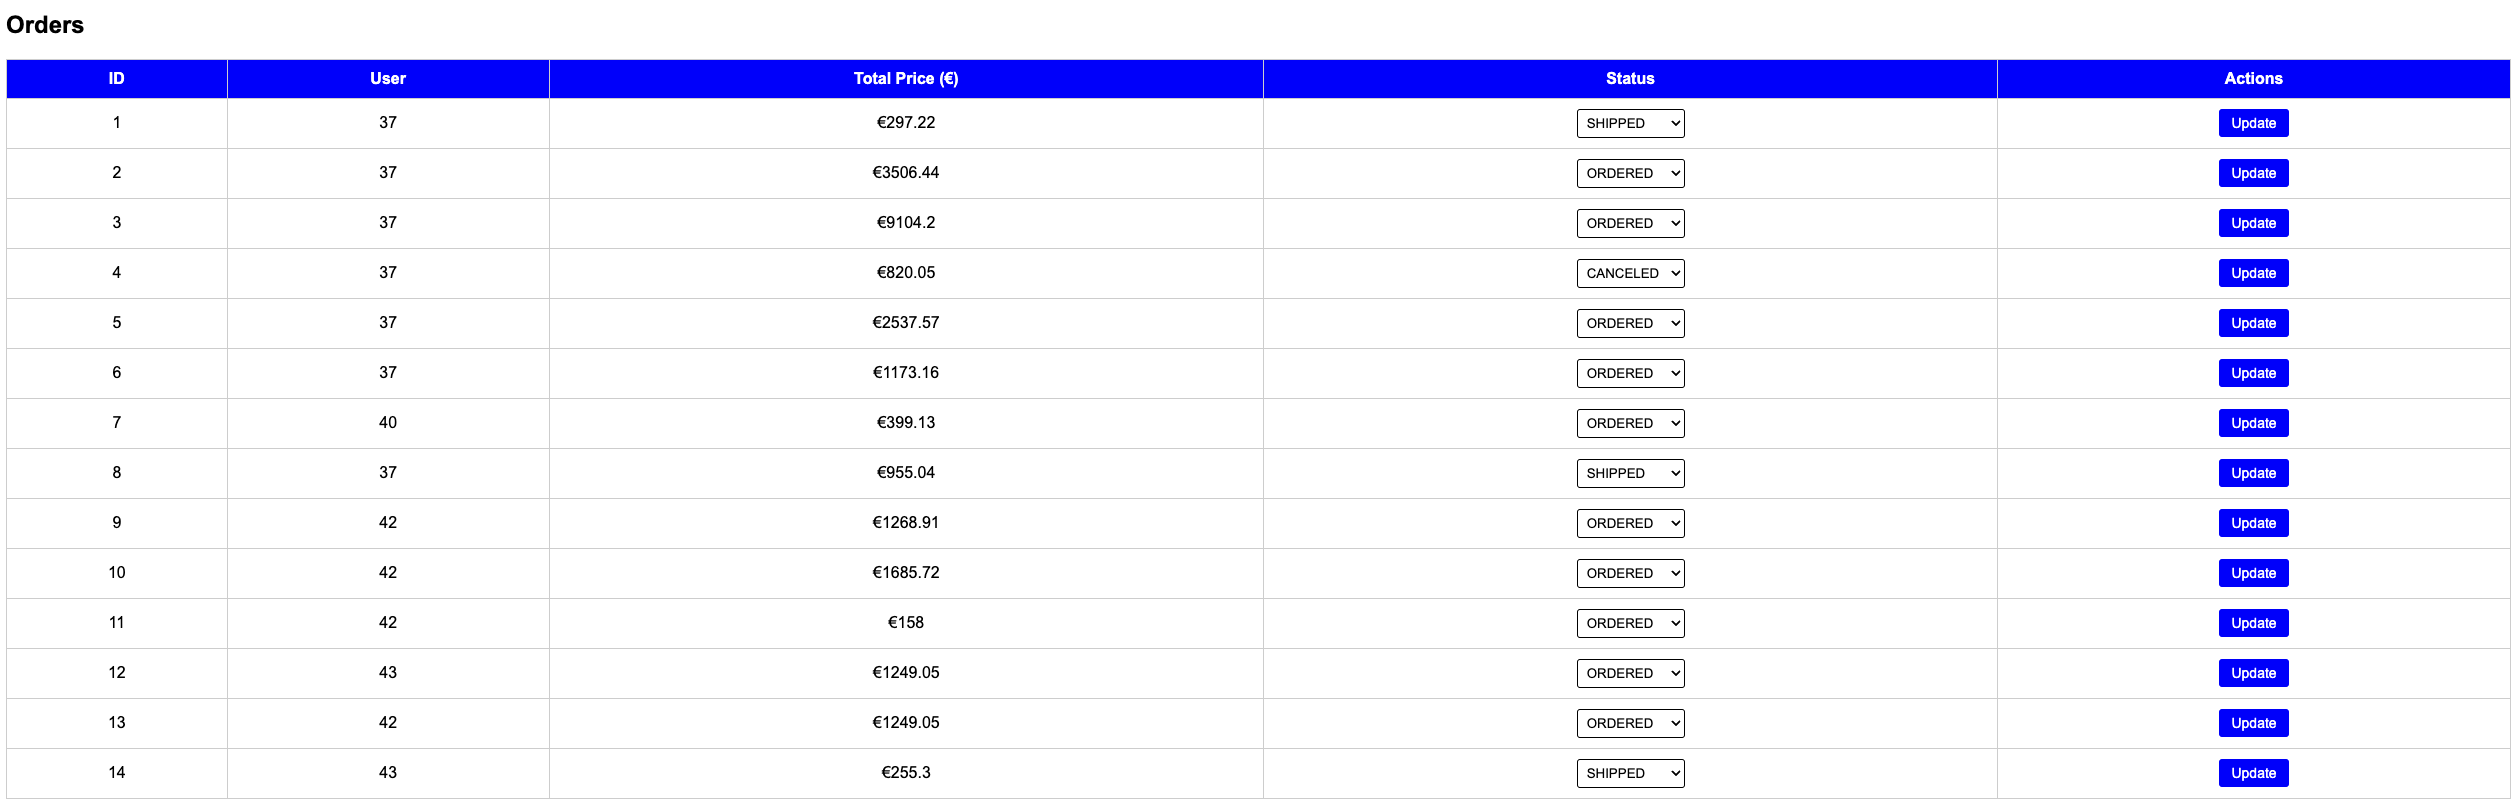 Orders
ID User Total Price (€) Status Actions
1 37 €297.22 SHIPPED Update
2 37 €3506.44 ORDERED Update
3 37 €9104.2 ORDERED Update
4 37 €820.05 CANCELED Update
5 37 €2537.57 ORDERED Update
6 37 €1173.16 ORDERED Update
7 40 €399.13 ORDERED Update
8 37 €955.04 SHIPPED Update
9 42 €1268.91 ORDERED Update
10 42 €1685.72 ORDERED Update
11 42 €158 ORDERED Update
12 43 €1249.05 ORDERED Update
13 42 €1249.05 ORDERED Update
14 43 €255.3 SHIPPED Update